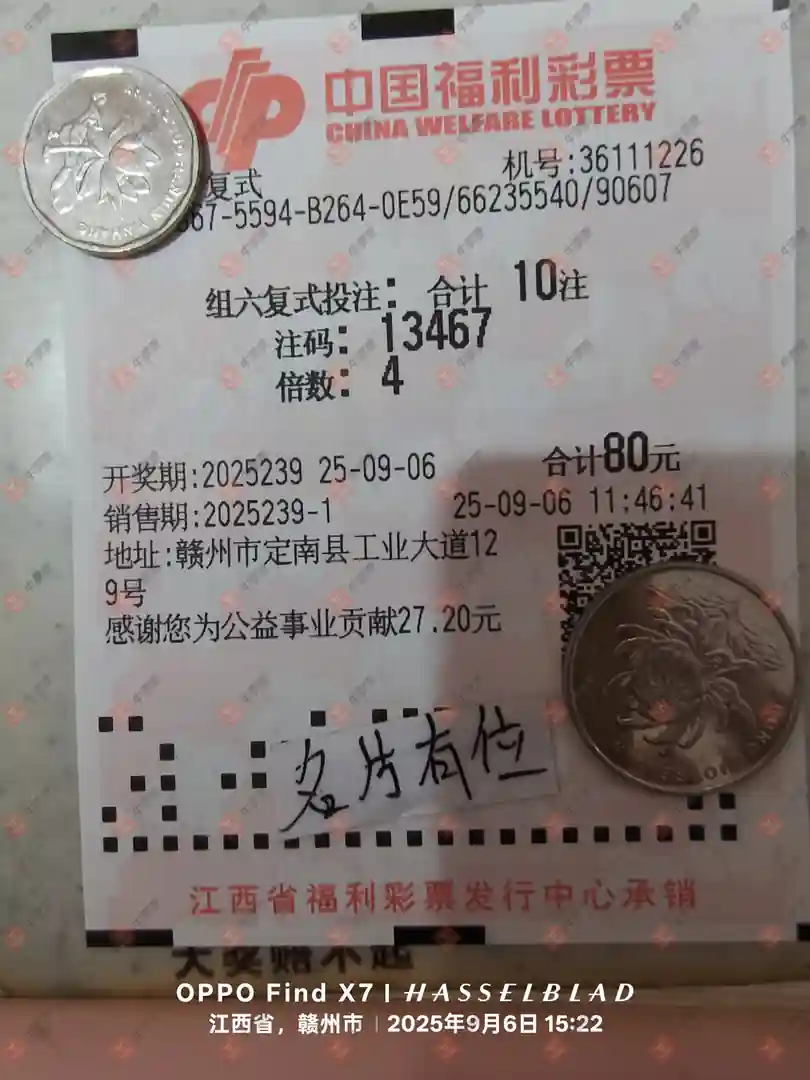 中国福利彩票
CHINA WELFARE LOTTERY
机号:36111226
复式
67-5594-B264-0E59/66235540/90607
组六复式投注: 合计 10注
注码: 13467
倍数: 4
开奖期:2025239 25-09-06 合计80元
销售期:2025239-1 25-09-06 11:46:41
地址:赣州市定南县工业大道12
9号
感谢您为公益事业贡献27.20元
名片有位
江西省福利彩票发行中心承销
OPPO Find X7 | HASSELBLAD
江西省，赣州市 | 2025年9月6日 15:22